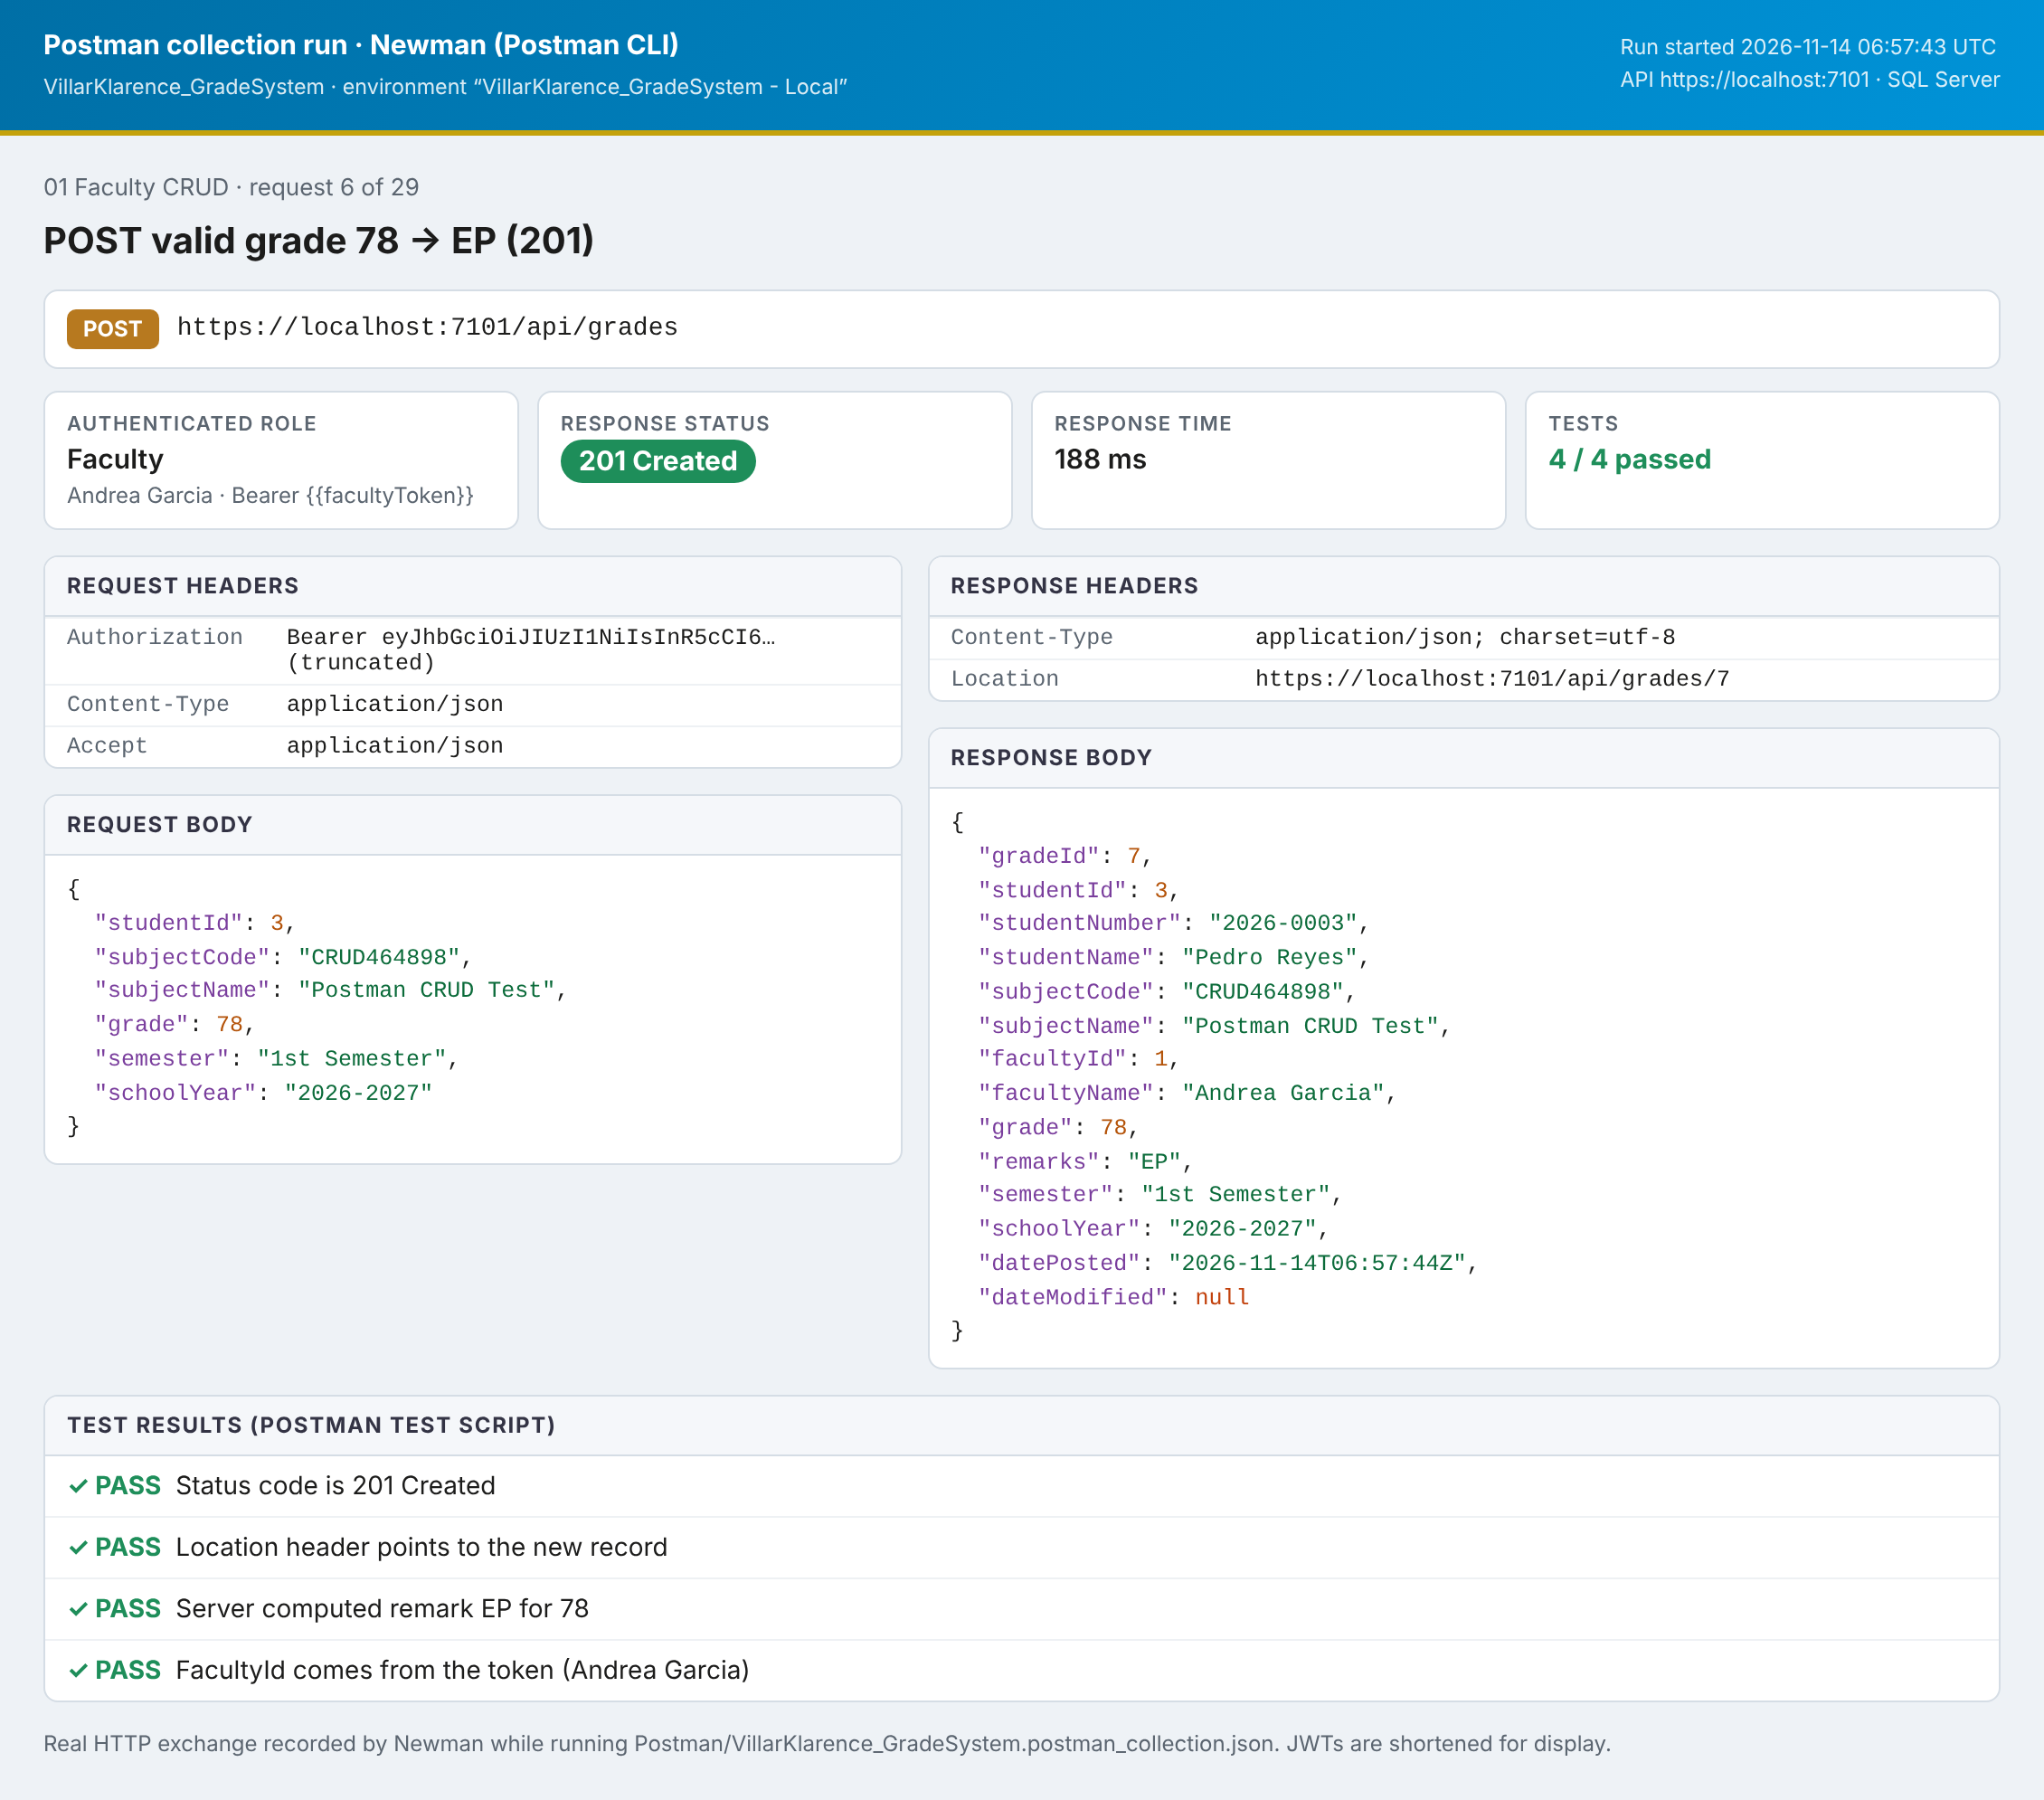 Postman collection run · Newman (Postman CLI)
VillarKlarence_GradeSystem · environment “VillarKlarence_GradeSystem - Local”
Run started 2026-11-14 06:57:43 UTC
API https://localhost:7101 · SQL Server
01 Faculty CRUD · request 6 of 29
POST valid grade 78 → EP (201)
POST https://localhost:7101/api/grades
AUTHENTICATED ROLE
Faculty
Andrea Garcia · Bearer {{facultyToken}}
RESPONSE STATUS
201 Created
RESPONSE TIME
188 ms
TESTS
4 / 4 passed
REQUEST HEADERS
Authorization Bearer eyJhbGciOiJIUzI1NiIsInR5cCI6…
(truncated)
Content-Type application/json
Accept application/json
REQUEST BODY
{
"studentId": 3,
"subjectCode": "CRUD464898",
"subjectName": "Postman CRUD Test",
"grade": 78,
"semester": "1st Semester",
"schoolYear": "2026-2027"
}
RESPONSE HEADERS
Content-Type application/json; charset=utf-8
Location https://localhost:7101/api/grades/7
RESPONSE BODY
{
"gradeId": 7,
"studentId": 3,
"studentNumber": "2026-0003",
"studentName": "Pedro Reyes",
"subjectCode": "CRUD464898",
"subjectName": "Postman CRUD Test",
"facultyId": 1,
"facultyName": "Andrea Garcia",
"grade": 78,
"remarks": "EP",
"semester": "1st Semester",
"schoolYear": "2026-2027",
"datePosted": "2026-11-14T06:57:44Z",
"dateModified": null
}
TEST RESULTS (POSTMAN TEST SCRIPT)
✓ PASS Status code is 201 Created
✓ PASS Location header points to the new record
✓ PASS Server computed remark EP for 78
✓ PASS FacultyId comes from the token (Andrea Garcia)
Real HTTP exchange recorded by Newman while running Postman/VillarKlarence_GradeSystem.postman_collection.json. JWTs are shortened for display.